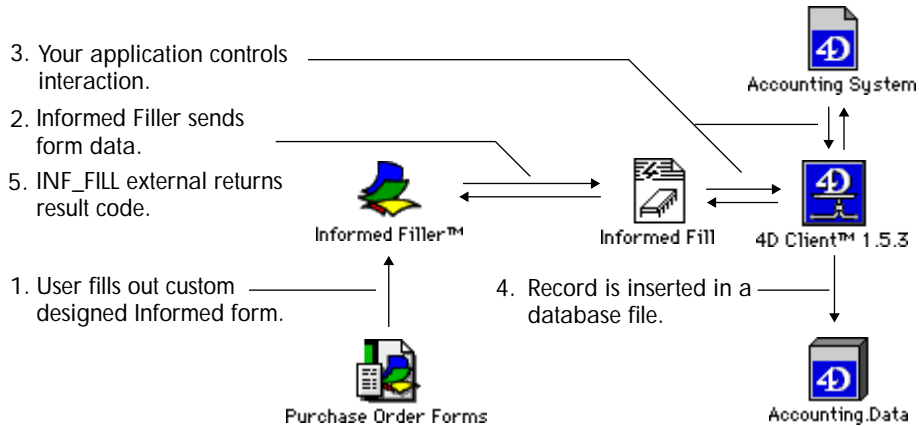 3. Your application controls
interaction.
Accounting System
2. Informed Filler sends
form data.
5. INF_FILL external returns
result code.
Informed Filler™
Informed Fill
4D Client™ 1.5.3
1. User fills out custom
designed Informed form.
4. Record is inserted in a
database file.
Purchase Order Forms
Accounting.Data
4D
4D
4D